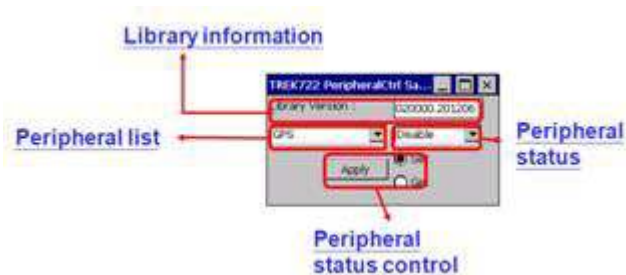 Library information
TREK722 PeripheralCtrl Sa...
Library Version :
020000.201206
Peripheral list
GPS
Disable
Peripheral
status
Apply
Peripheral
status control